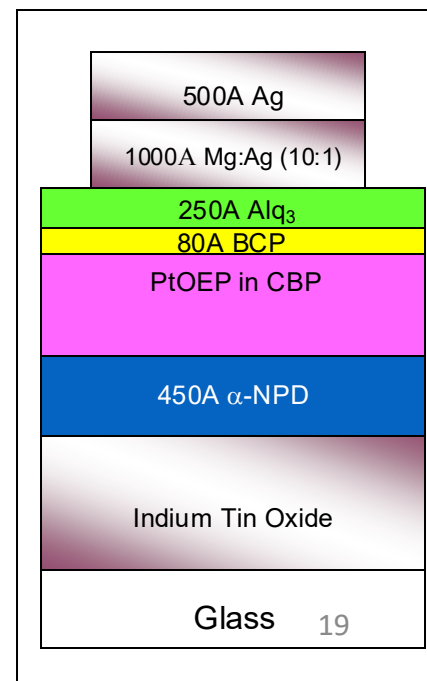 500A Ag
1000A Mg:Ag (10:1)
250A Alq₃
80A BCP
PtOEP in CBP
450A α-NPD
Indium Tin Oxide
Glass 19